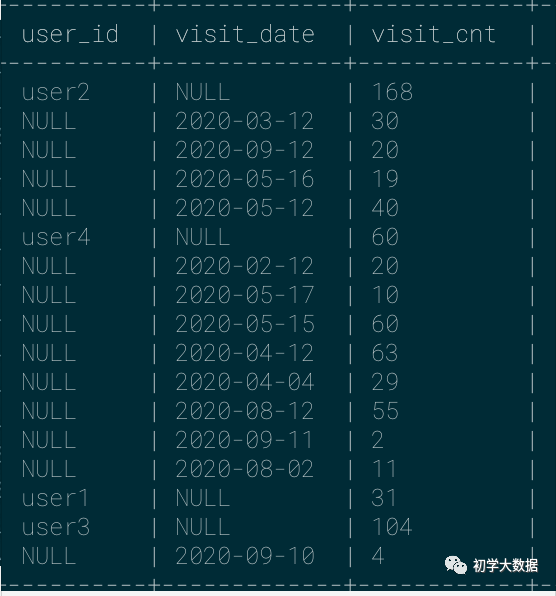 user_id | visit_date | visit_cnt |
user2 | NULL | 168
NULL | 2020-03-12 | 30
NULL | 2020-09-12 | 20
NULL | 2020-05-16 | 19
NULL | 2020-05-12 | 40
user4 | NULL | 60
NULL | 2020-02-12 | 20
NULL | 2020-05-17 | 10
NULL | 2020-05-15 | 60
NULL | 2020-04-12 | 63
NULL | 2020-04-04 | 29
NULL | 2020-08-12 | 55
NULL | 2020-09-11 | 2
NULL | 2020-08-02 | 11
user1 | NULL | 31
user3 | NULL | 104
NULL | 2020-09-10 | 4
初学大数据